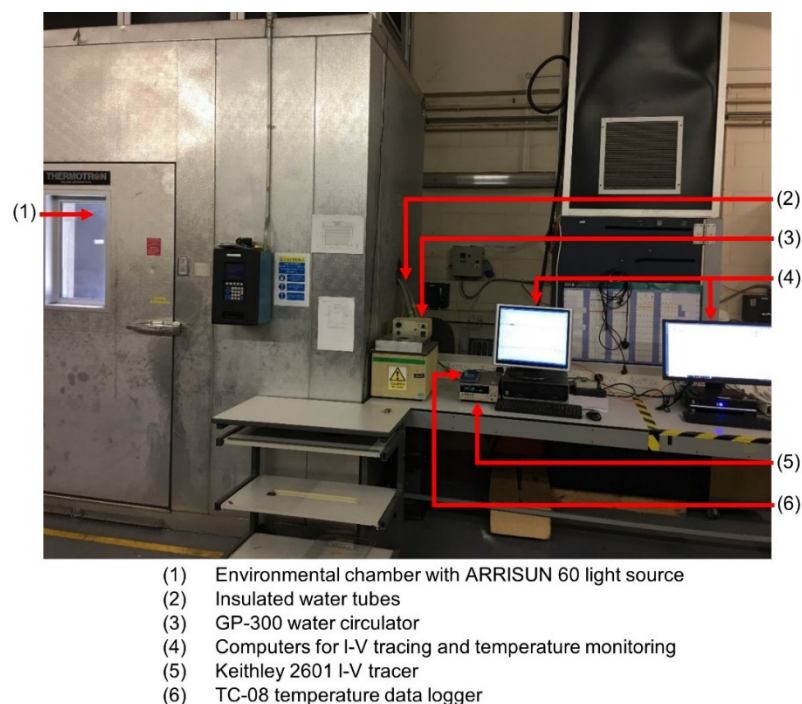 THERMOTRON
(1)
(2)
(3)
(4)
(5)
(6)
(1) Environmental chamber with ARRISUN 60 light source
(2) Insulated water tubes
(3) GP-300 water circulator
(4) Computers for I-V tracing and temperature monitoring
(5) Keithley 2601 I-V tracer
(6) TC-08 temperature data logger